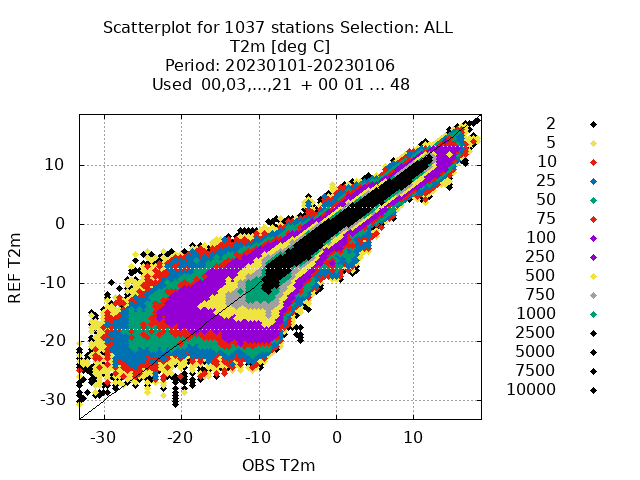 Scatterplot for 1037 stations Selection: ALL
T2m [deg C]
Period: 20230101-20230106
Used 00,03,...,21 + 00 01 ... 48
REF T2m
10
0
-10
-20
-30
-30 -20 -10 0 10
OBS T2m
2
5
10
25
50
75
100
250
500
750
1000
2500
5000
7500
10000